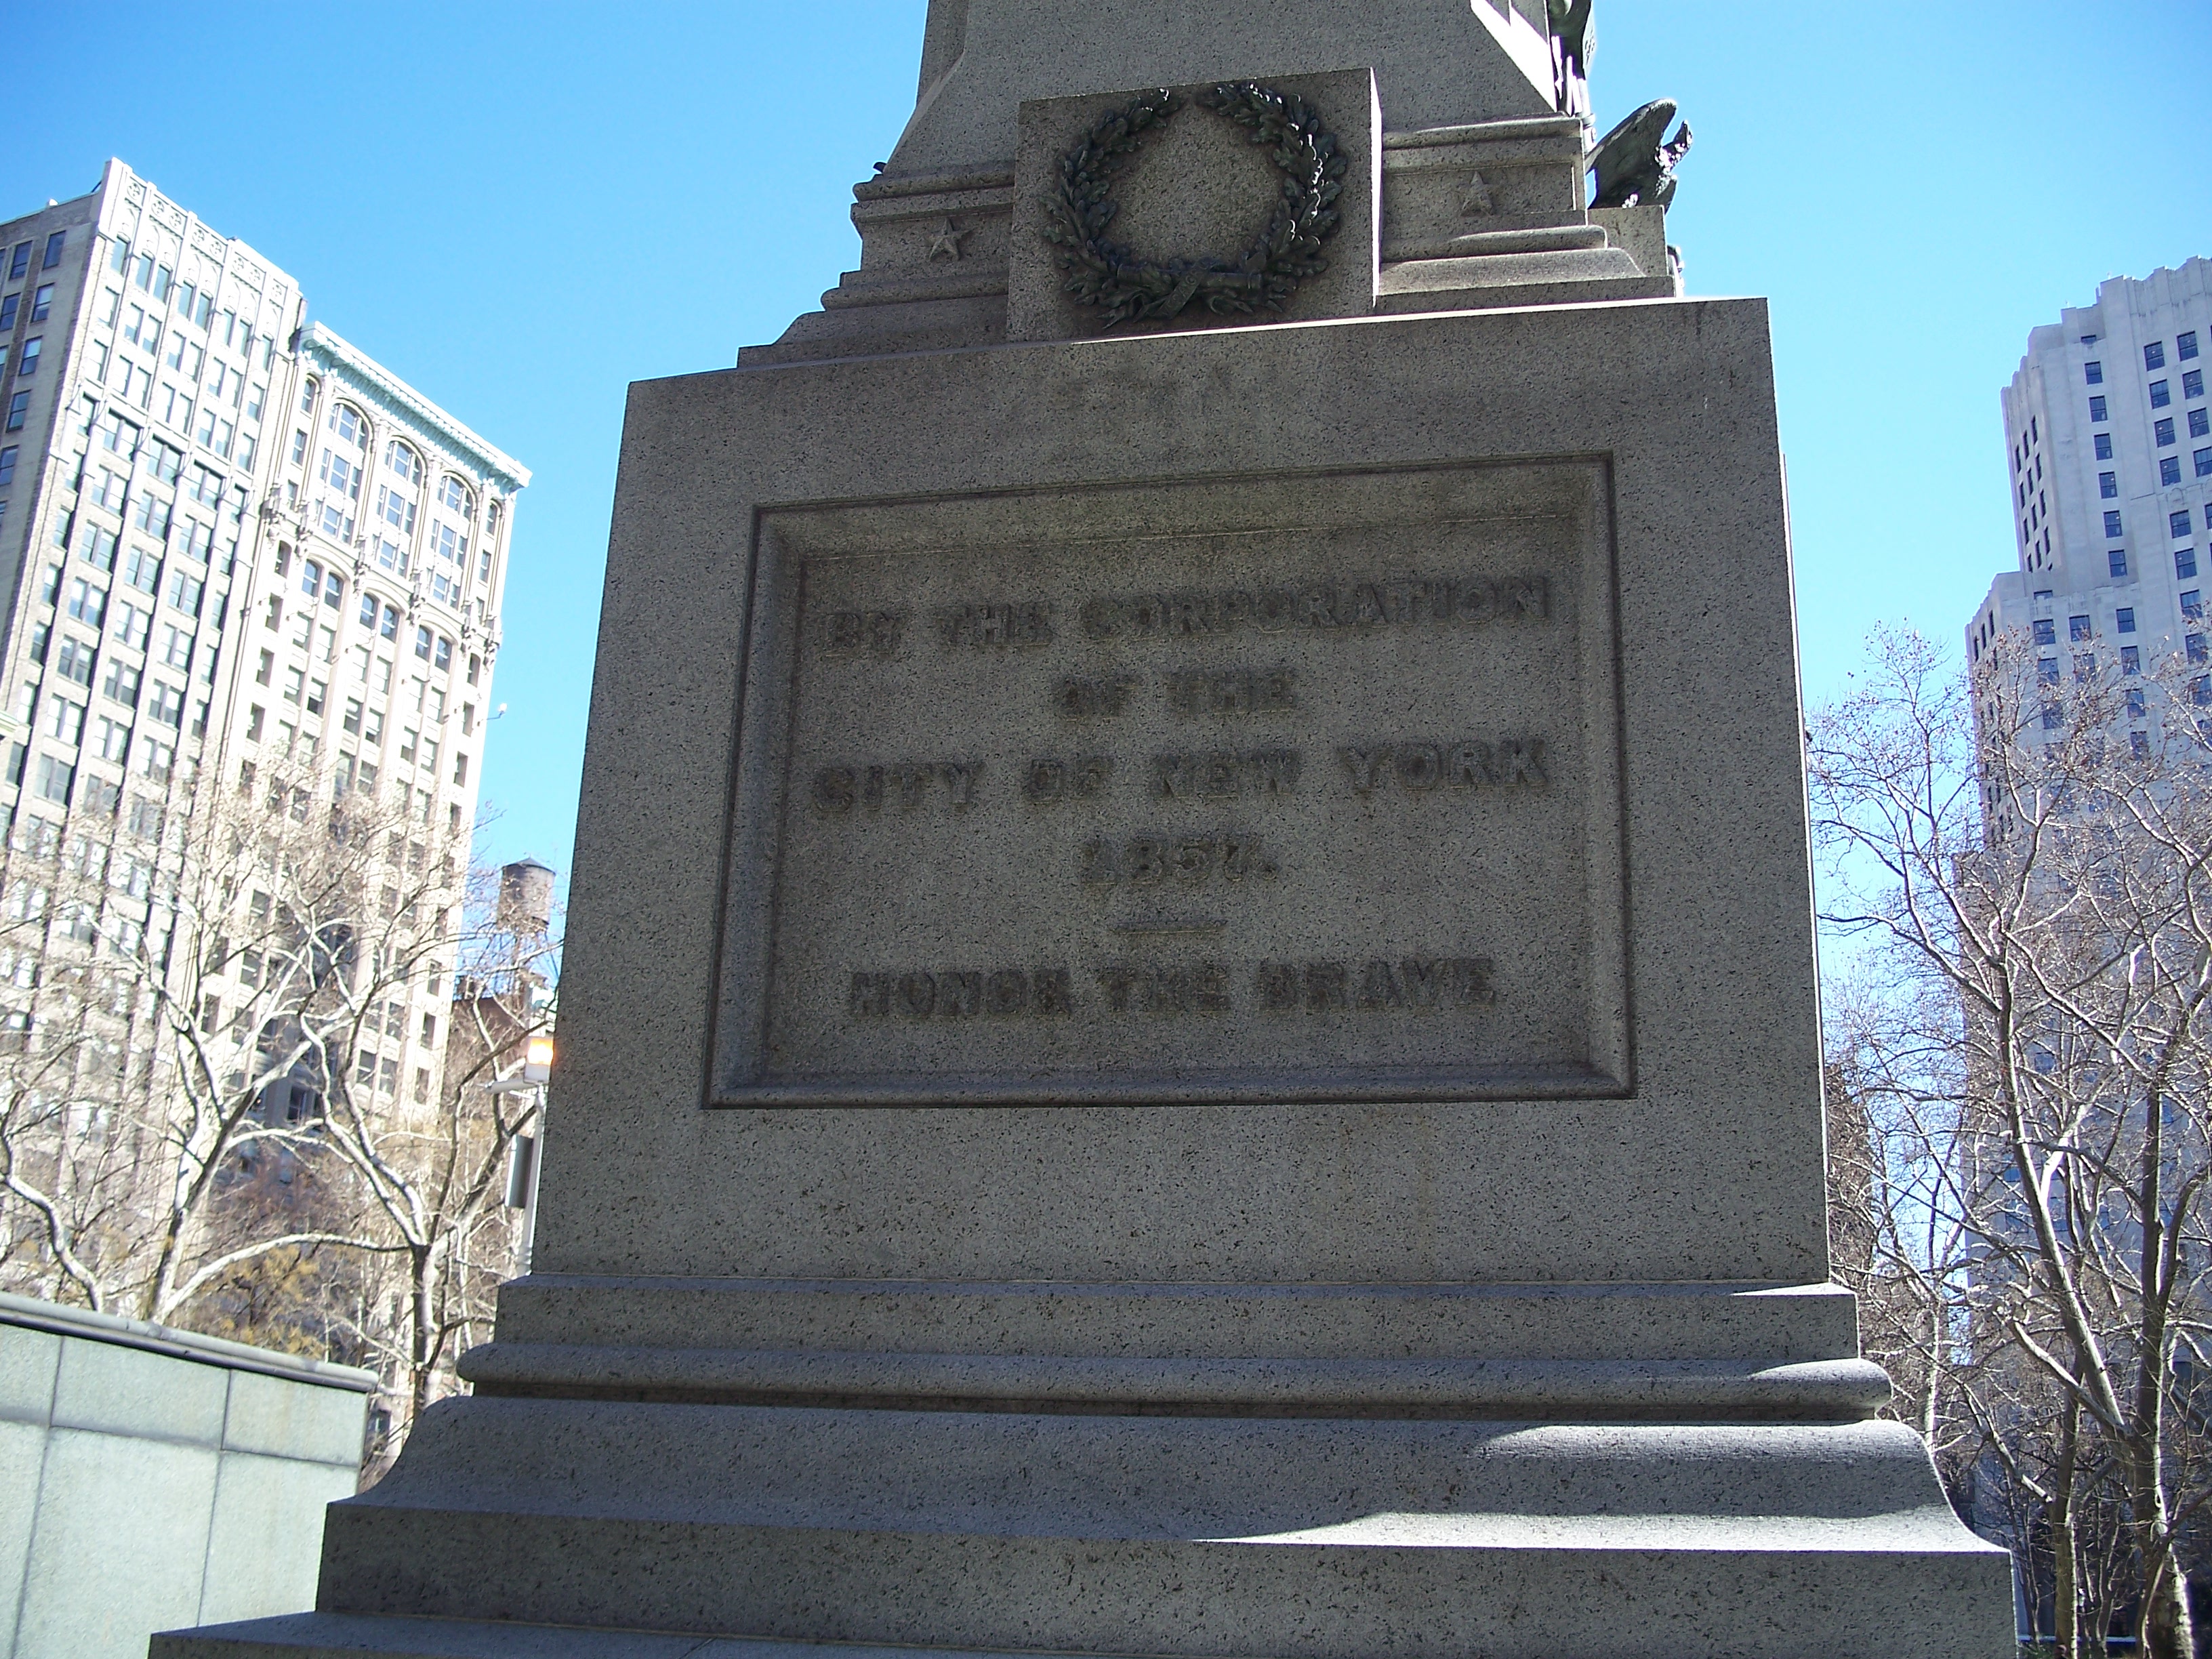 BY THE CORPORATION
OF THE
CITY OF NEW YORK
1857.
HONOR THE BRAVE